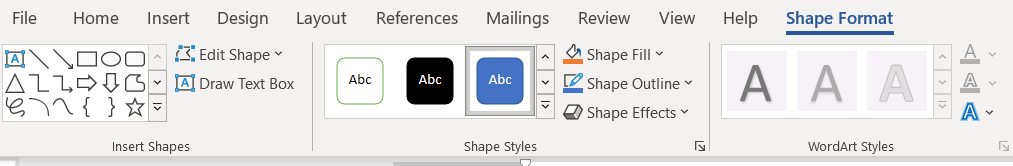 File Home Insert Design Layout References Mailings Review View Help Shape Format
A Edit Shape Abc Abc Abc Shape Fill A A A A
A Draw Text Box Shape Outline A
Shape Effects A
Insert Shapes Shape Styles WordArt Styles